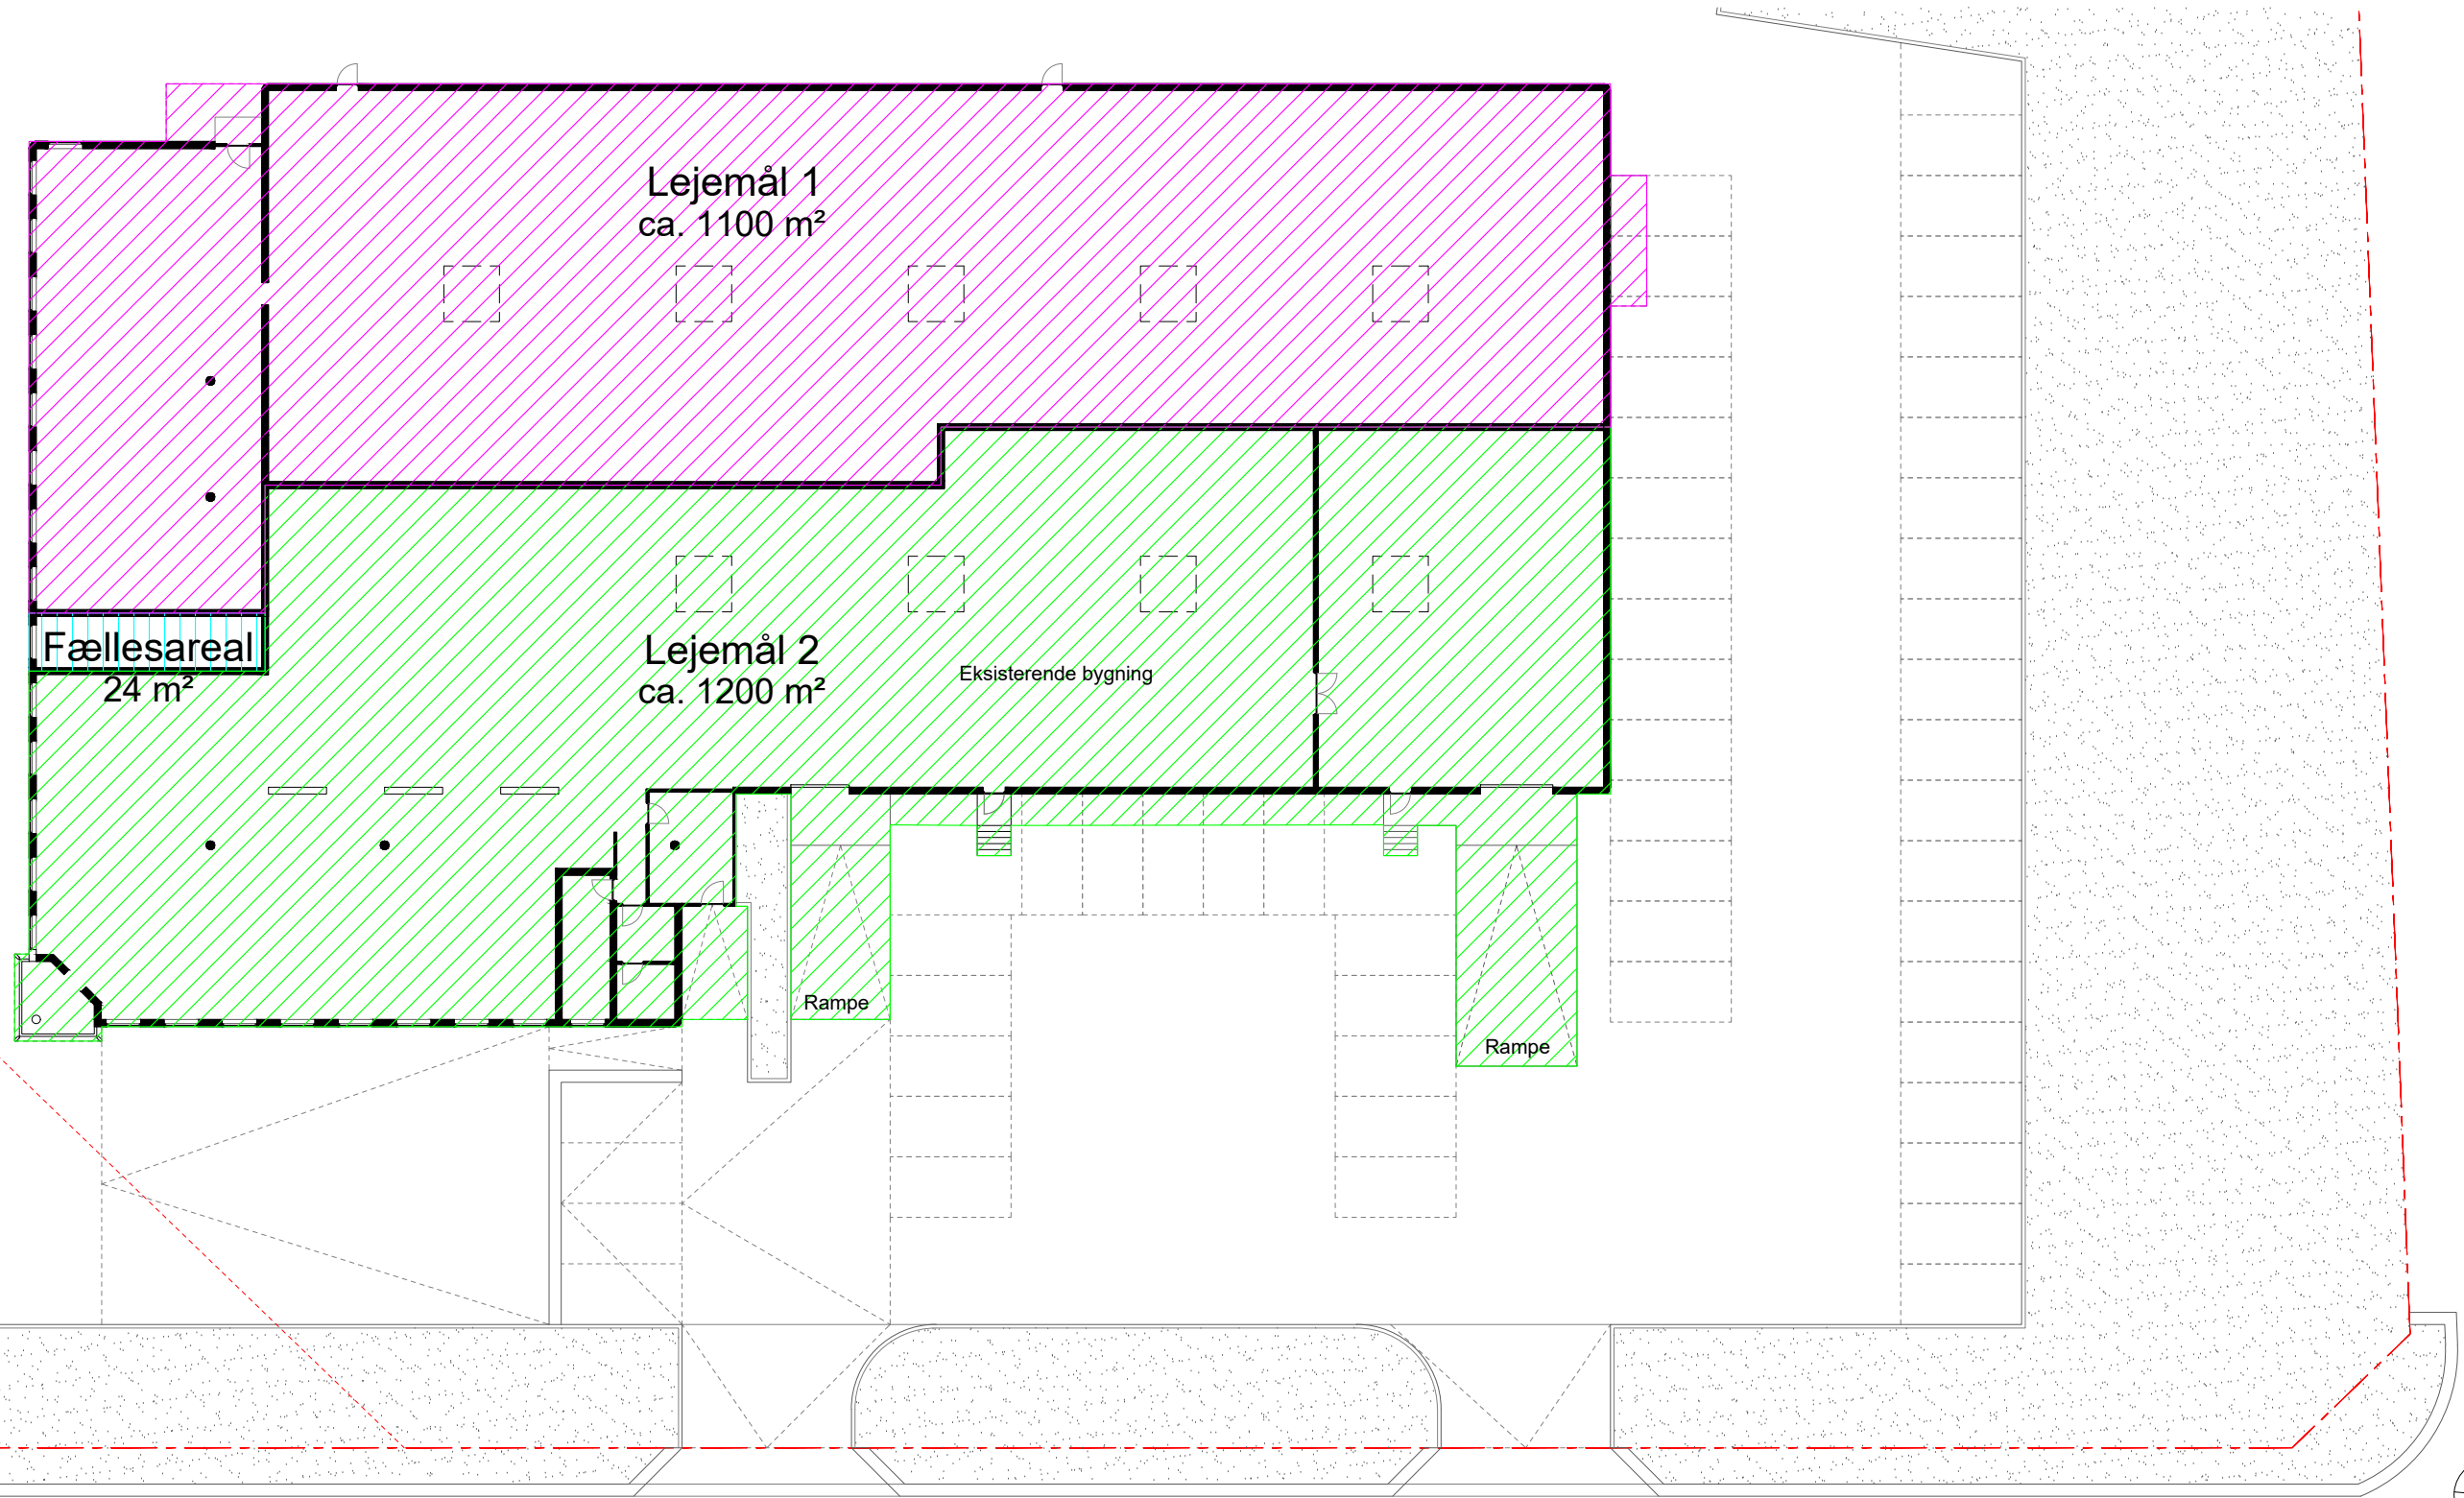 Lejemål 1
ca. 1100 m²
Fællesareal
24 m²
Lejemål 2
ca. 1200 m²
Eksisterende bygning
Rampe
Rampe